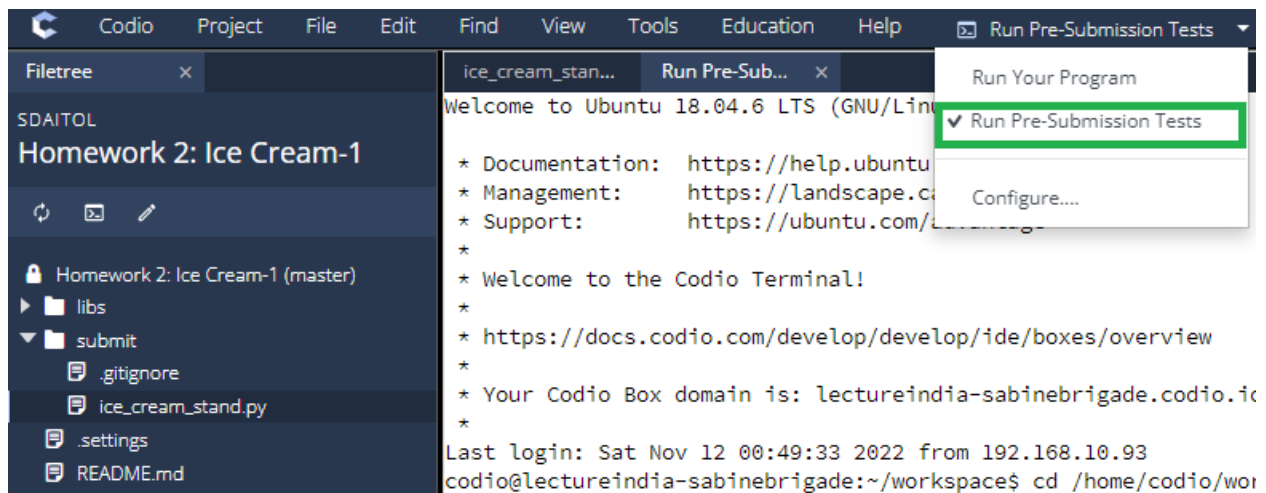 Codio Project File Edit Find View Tools Education Help Run Pre-Submission Tests
Filetree ×
ice_cream_stan... Run Pre-Sub... ×
Run Your Program
Run Pre-Submission Tests
Configure....
SDAITOL
Homework 2: Ice Cream-1
Homework 2: Ice Cream-1 (master)
libs
submit
.gitignore
ice_cream_stand.py
.settings
README.md
Welcome to Ubuntu 18.04.6 LTS (GNU/Linu
* Documentation: https://help.ubuntu
* Management: https://landscape.ca
* Support: https://ubuntu.com/
*
* Welcome to the Codio Terminal!
*
* https://docs.codio.com/develop/develop/ide/boxes/overview
*
* Your Codio Box domain is: lectureindia-sabinebrigade.codio.io
*
Last login: Sat Nov 12 00:49:33 2022 from 192.168.10.93
codio@lectureindia-sabinebrigade:~/workspace$ cd /home/codio/wor